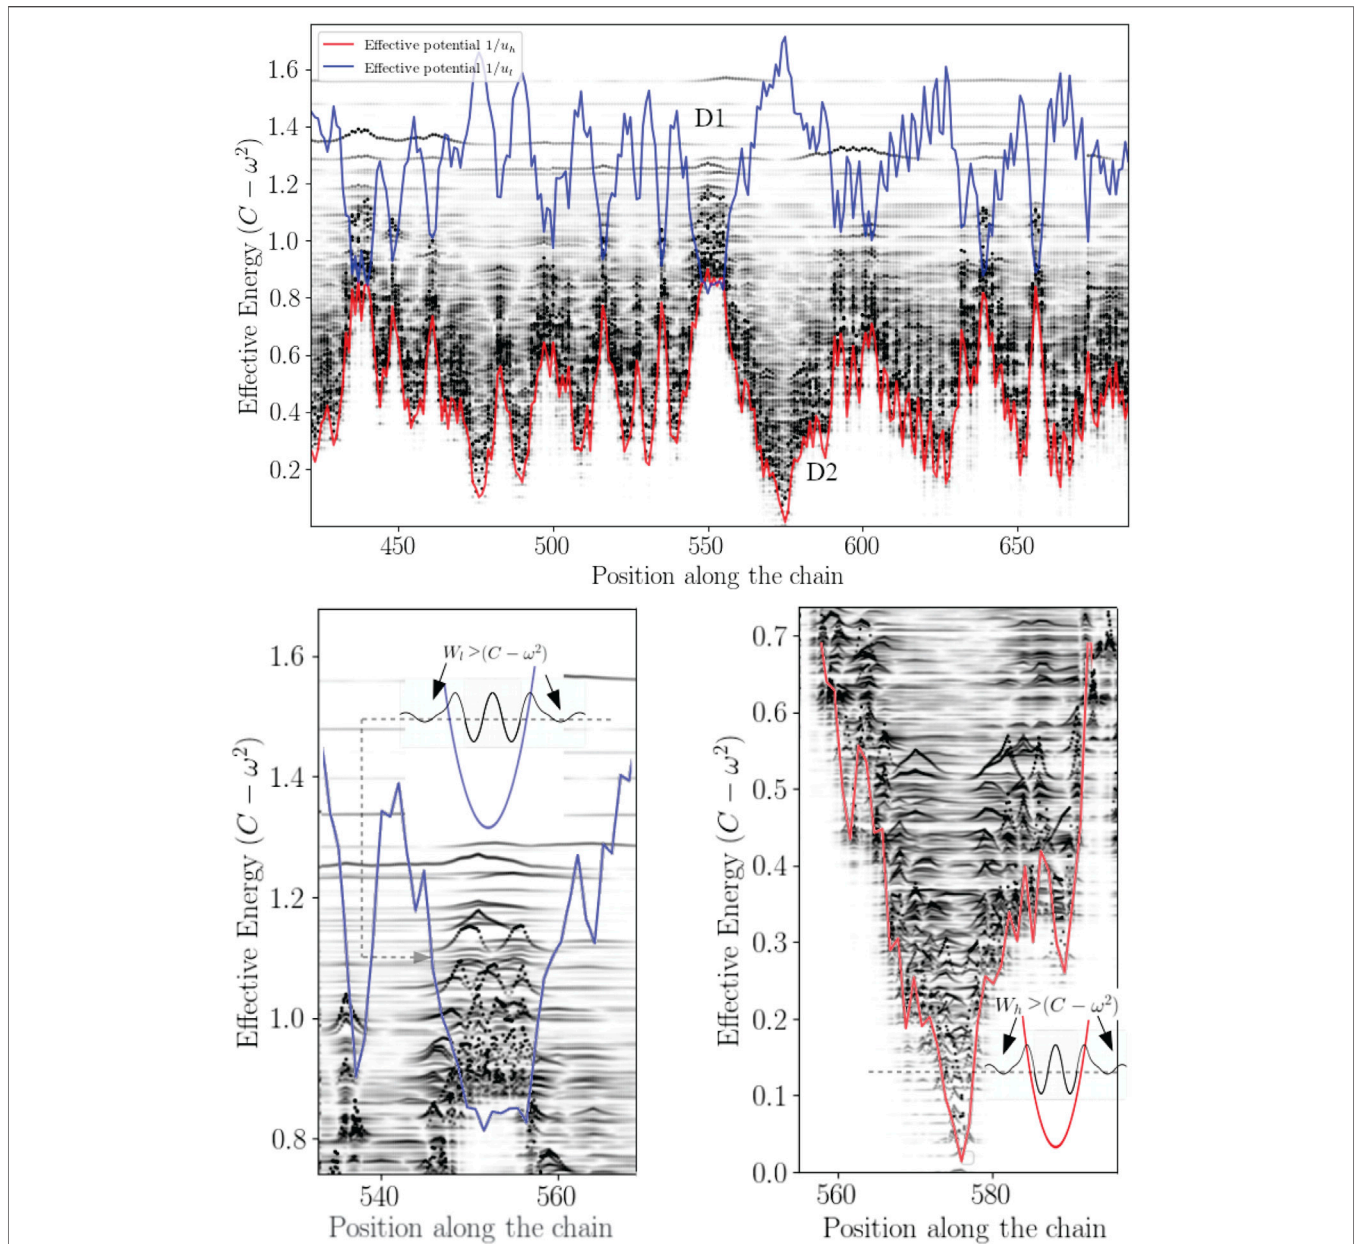 Effective potential 1/u_h
Effective potential 1/u_l
Effective Energy (C − ω²)
1.6
1.4
1.2
1.0
0.8
0.6
0.4
0.2
D1
D2
450
500
550
600
650
Position along the chain
Effective Energy (C − ω²)
1.6
1.4
1.2
1.0
0.8
W_l >(C − ω²)
540
560
Position along the chain
Effective Energy (C − ω²)
0.7
0.6
0.5
0.4
0.3
0.2
0.1
0.0
W_h >(C − ω²)
560
580
Position along the chain